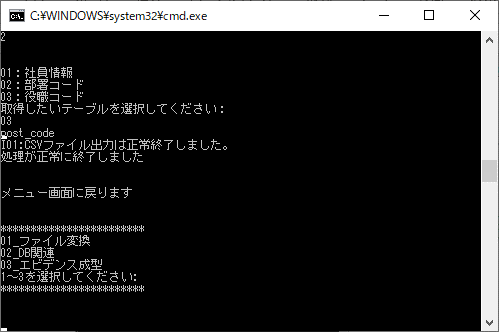 C:¥WINDOWS¥system32¥cmd.exe
2
01：社員情報
02：部署コード
03：役職コード
取得したいテーブルを選択してください：
03
post_code
I01:CSVファイル出力は正常終了しました。
処理が正常に終了しました
メニュー画面に戻ります
************************
01_ファイル変換
02_DB関連
03_エビデンス成型
1～3を選択してください:
************************